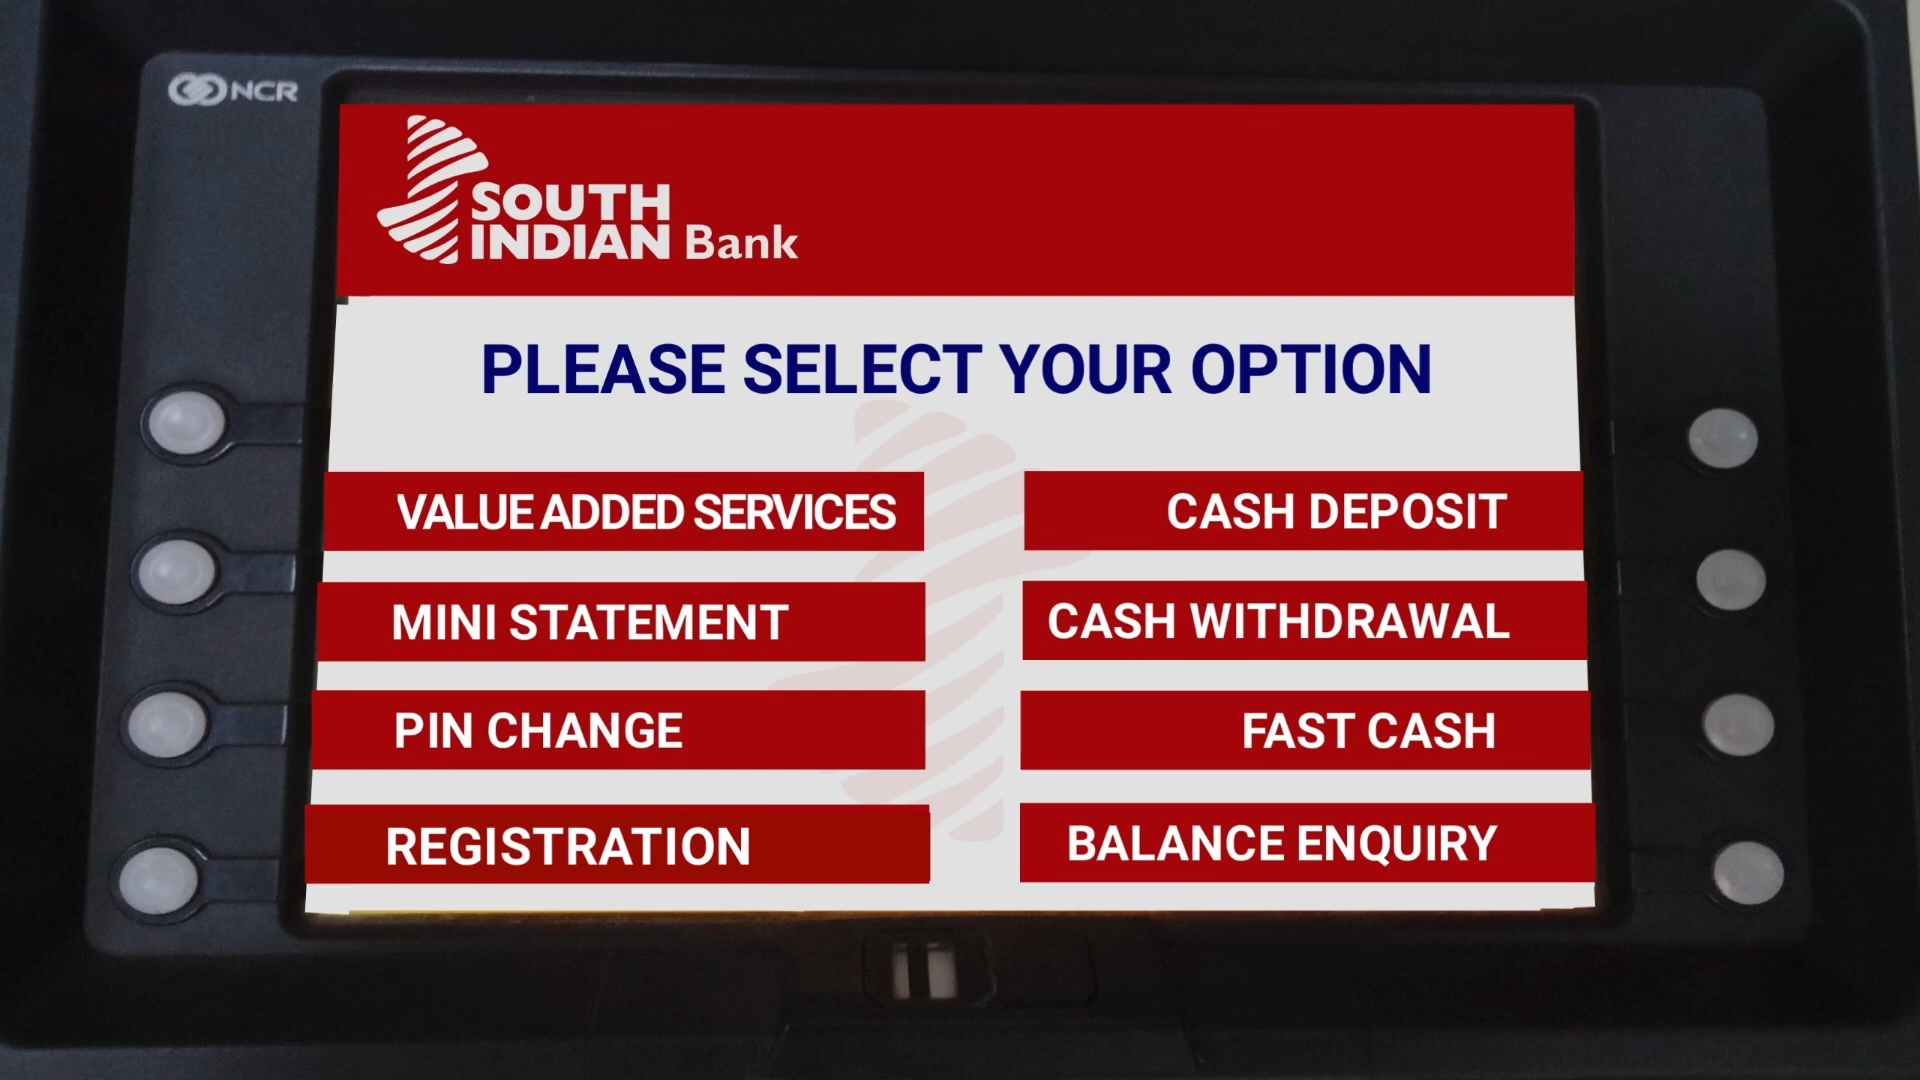 NCR
SOUTH
INDIAN Bank
PLEASE SELECT YOUR OPTION
VALUE ADDED SERVICES
CASH DEPOSIT
MINI STATEMENT
CASH WITHDRAWAL
PIN CHANGE
FAST CASH
REGISTRATION
BALANCE ENQUIRY